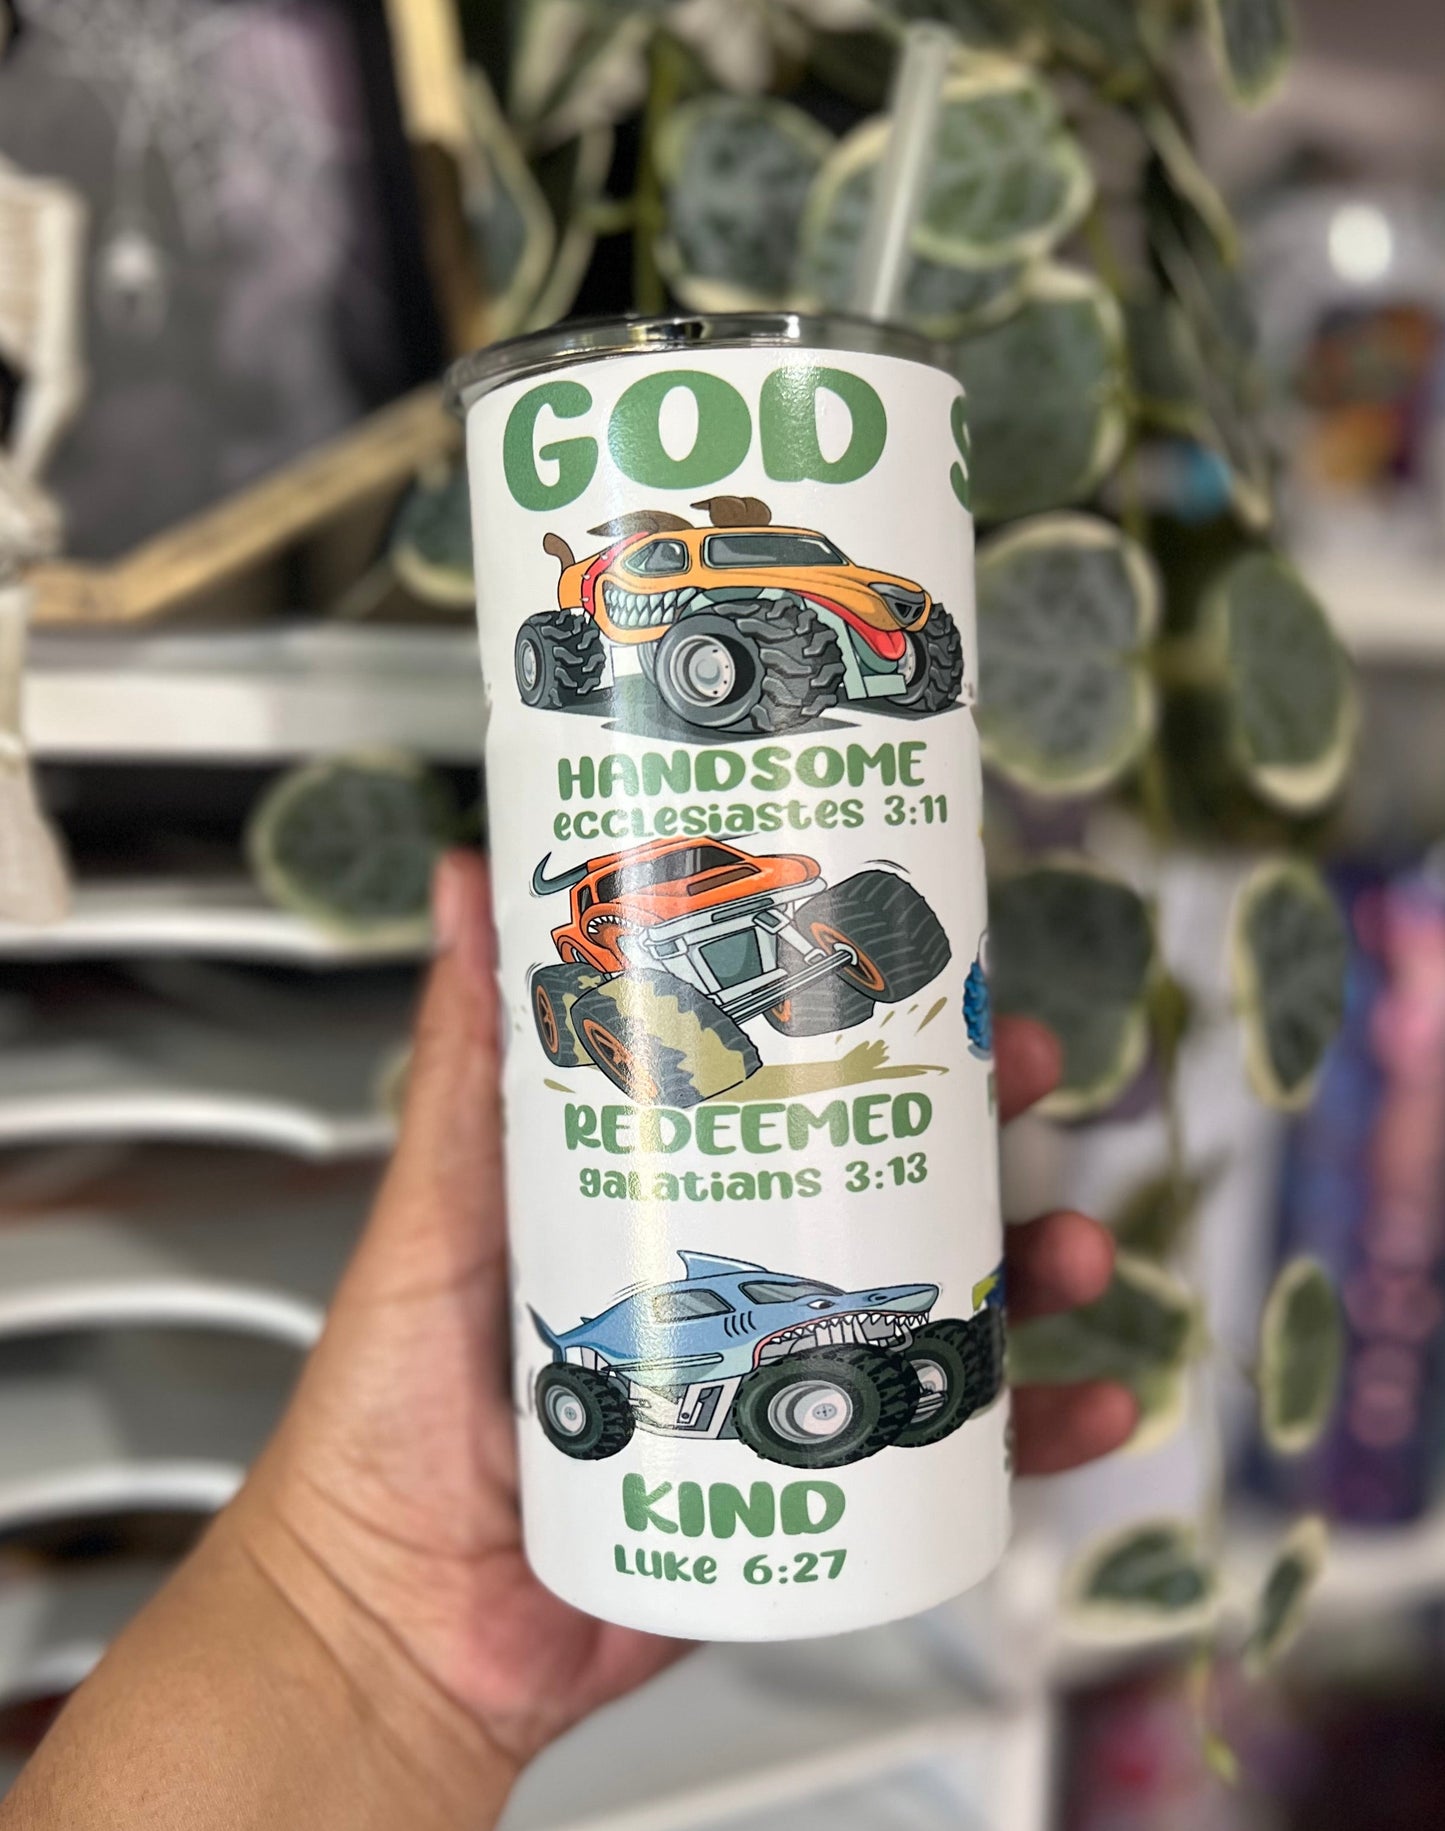 GOD
HANDSOME
ecclesiastes 3:11
REDEEMED
galatians 3:13
KIND
Luke 6:27